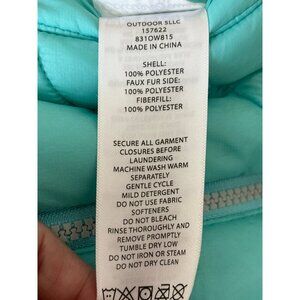 OUTDOOR SLLC
157622
831OW815
MADE IN CHINA
SHELL:
100% POLYESTER
FAUX FUR SIDE:
100% POLYESTER
FIBERFILL:
100% POLYESTER
SECURE ALL GARMENT
CLOSURES BEFORE
LAUNDERING
MACHINE WASH WARM
SEPARATELY
GENTLE CYCLE
MILD DETERGENT
DO NOT USE FABRIC
SOFTENERS
DO NOT BLEACH
RINSE THOROUGHLY AND
REMOVE PROMPTLY
TUMBLE DRY LOW
DO NOT IRON OR STEAM
DO NOT DRY CLEAN